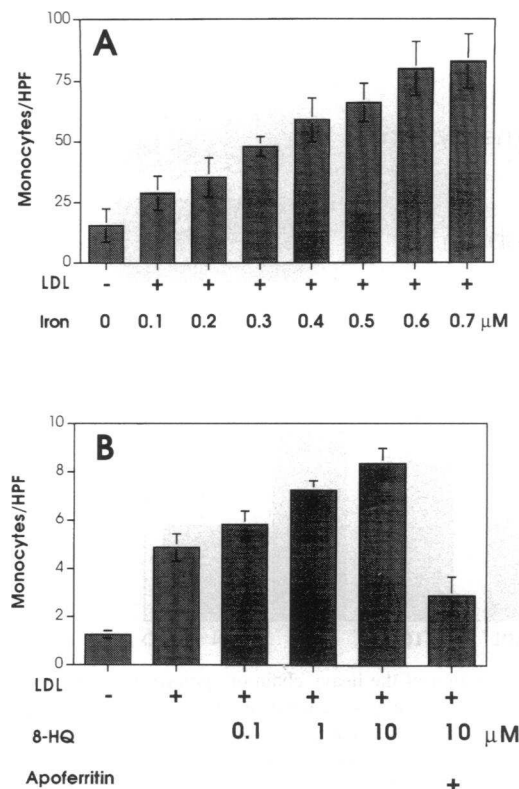 A
Monocytes/HPF
100
75
50
25
0
LDL - + + + + + + +
Iron 0 0.1 0.2 0.3 0.4 0.5 0.6 0.7 μM
B
Monocytes/HPF
10
8
6
4
2
0
LDL - + + + + +
8-HQ 0.1 1 10 10 μM
Apoferritin +